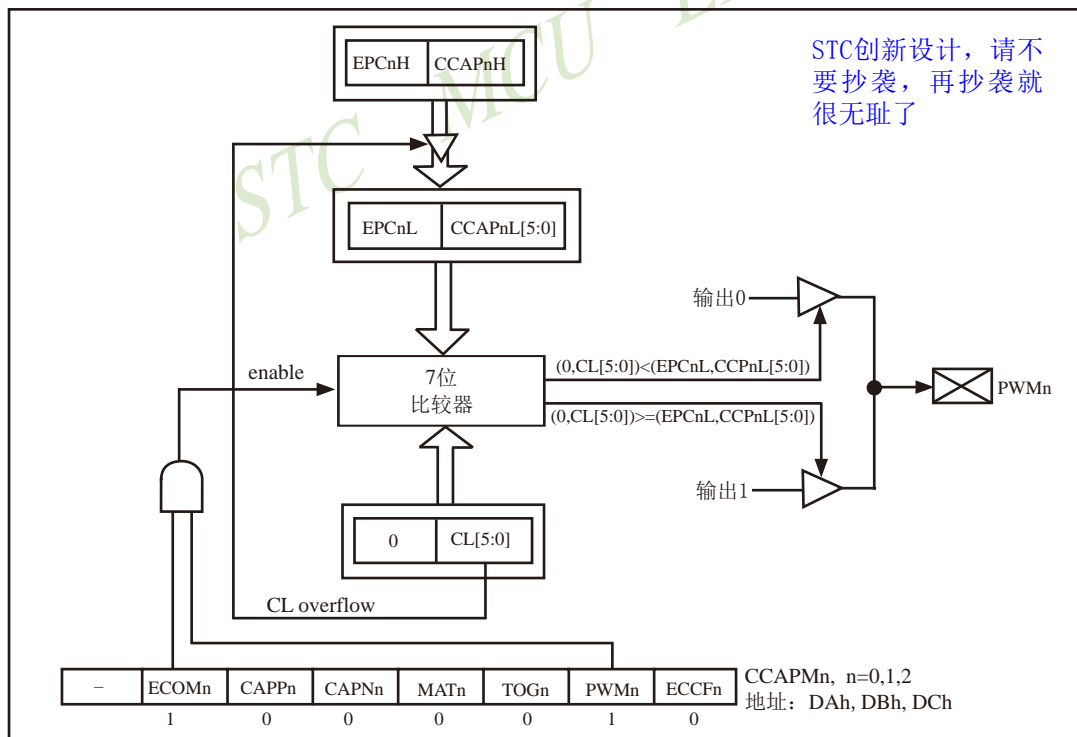 STC MCU
STC创新设计，请不
要抄袭，再抄袭就
很无耻了
EPCnH CCAPnH
EPCnL CCAPnL[5:0]
输出0
enable
7位
比较器
(0,CL[5:0])<(EPCnL,CCPnL[5:0])
(0,CL[5:0])>=(EPCnL,CCPnL[5:0])
PWMn
输出1
0 CL[5:0]
CL overflow
– ECOMn CAPPn CAPNn MATn TOGn PWMn ECCFn
1 0 0 0 0 1 0
CCAPMn, n=0,1,2
地址：DAh, DBh, DCh